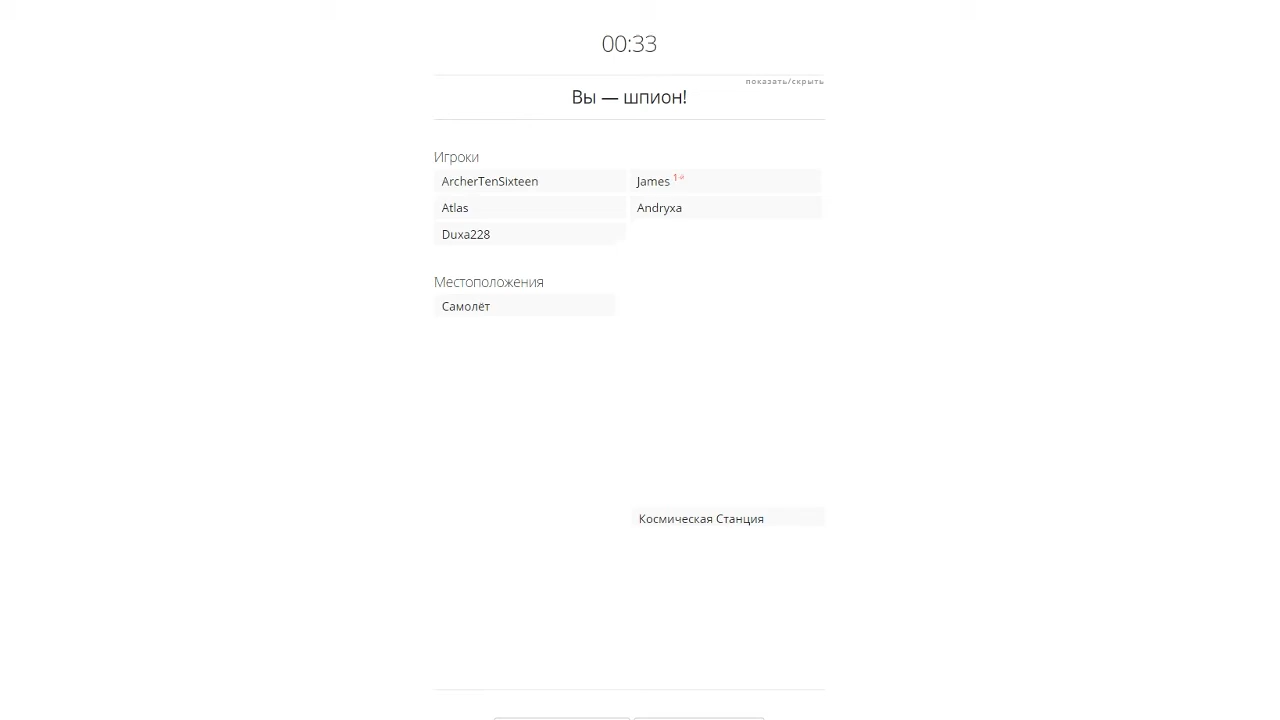 00:33
показать/скрыть
Вы — шпион!
Игроки
ArcherTenSixteen
James 1-й
Atlas
Andryxa
Duxa228
Местоположения
Самолёт
Космическая Станция